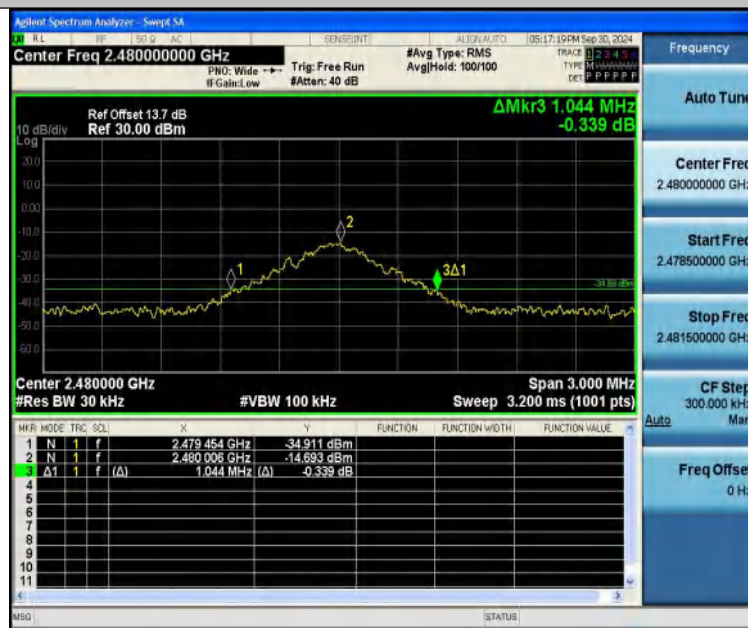 Agilent Spectrum Analyzer - Swept SA
RL RF 50 Ω AC SENSE:INT ALIGN AUTO 05:17:19 PM Sep 30, 2024
Center Freq 2.480000000 GHz
PNO: Wide
IFGain:Low
Trig: Free Run
#Atten: 40 dB
#Avg Type: RMS
Avg|Hold: 100/100
TRACE 1 2 3 4 5 6
TYPE M
DET P P P P P P
Ref Offset 13.7 dB
10 dB/div Ref 30.00 dBm
Log
ΔMkr3 1.044 MHz
-0.339 dB
20.0
10.0
0.00
-10.0
-20.0
-30.0
-40.0
-50.0
-60.0
1
2
3Δ1
-34.69 dBm
Center 2.480000 GHz Span 3.000 MHz
#Res BW 30 kHz #VBW 100 kHz Sweep 3.200 ms (1001 pts)
MKR MODE TRC SCL X Y FUNCTION FUNCTION WIDTH FUNCTION VALUE
1 N 1 f 2.479 454 GHz -34.911 dBm
2 N 1 f 2.480 006 GHz -14.693 dBm
3 Δ1 1 f (Δ) 1.044 MHz (Δ) -0.339 dB
4
5
6
7
8
9
10
11
MSG STATUS
Frequency
Auto Tune
Center Freq
2.480000000 GHz
Start Freq
2.478500000 GHz
Stop Freq
2.481500000 GHz
CF Step
300.000 kHz
Auto Man
Freq Offset
0 Hz